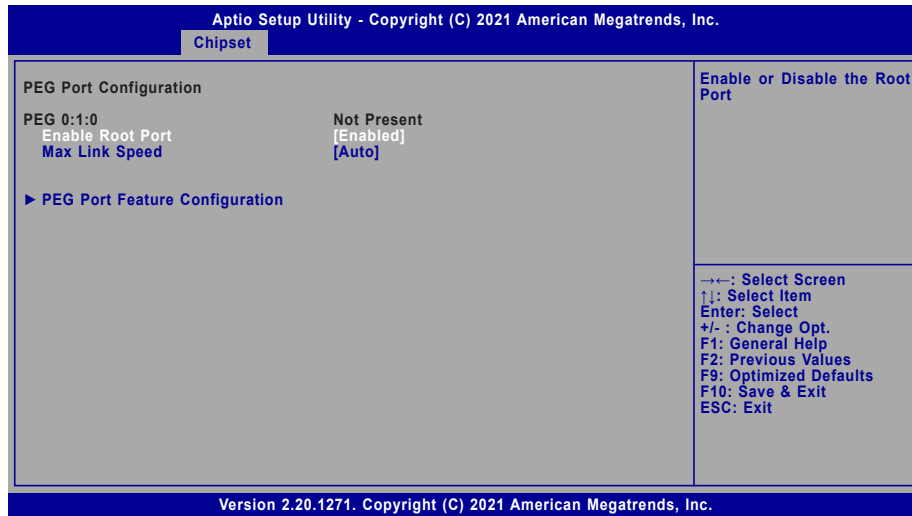 Aptio Setup Utility - Copyright (C) 2021 American Megatrends, Inc.
Chipset
PEG Port Configuration
PEG 0:1:0 Not Present
Enable Root Port [Enabled]
Max Link Speed [Auto]
► PEG Port Feature Configuration
Enable or Disable the Root
Port
→←: Select Screen
↑↓: Select Item
Enter: Select
+/- : Change Opt.
F1: General Help
F2: Previous Values
F9: Optimized Defaults
F10: Save & Exit
ESC: Exit
Version 2.20.1271. Copyright (C) 2021 American Megatrends, Inc.